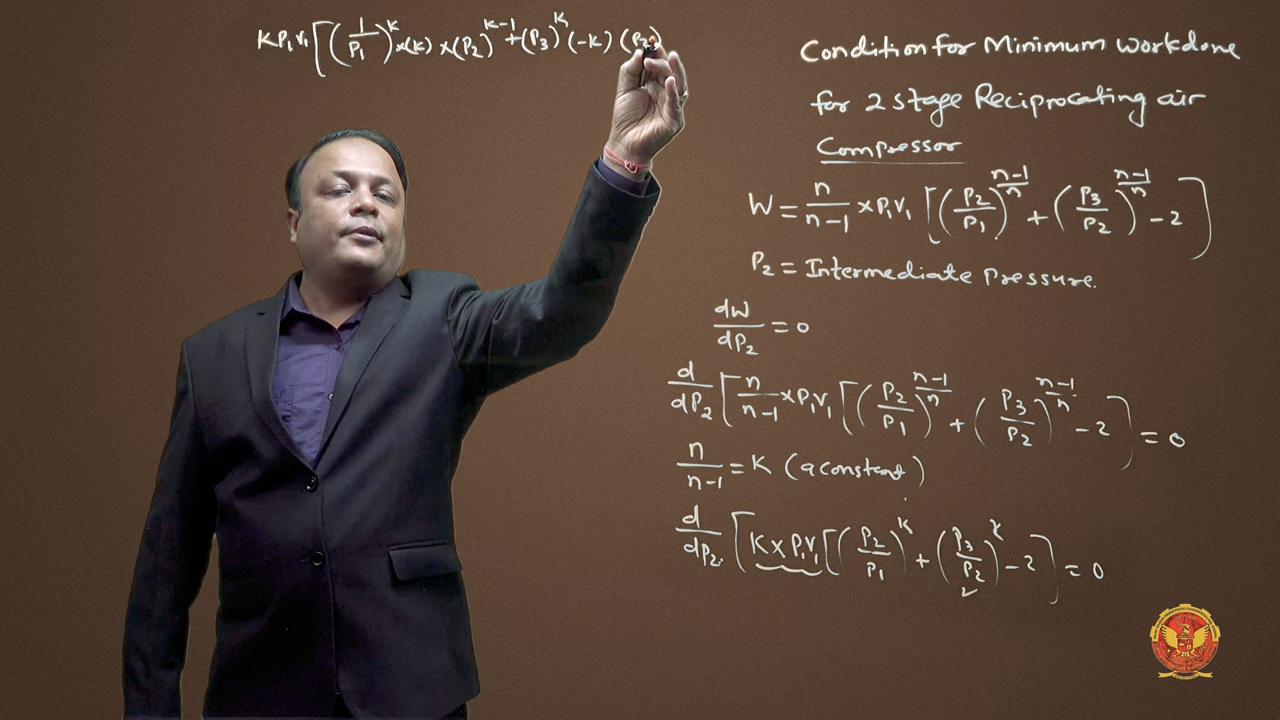 KP₁V₁[(1/P₁)^K ×(K) ×(P₂)^K-1 +(P₃)^K (-K) (P₂)
Condition for Minimum Workdone
for 2 stage Reciprocating air
Compressor
W = n/n-1 × P₁V₁ [(P₂/P₁)^n-1/n + (P₃/P₂)^n-1/n - 2]
P₂ = Intermediate Pressure.
dW/dP₂ = 0
d/dP₂ [n/n-1 × P₁V₁ [(P₂/P₁)^n-1/n + (P₃/P₂)^n-1/n - 2] = 0
n/n-1 = K (a constant)
d/dP₂. [K × P₁V₁ [(P₂/P₁)^K + (P₃/P₂)^K - 2] = 0